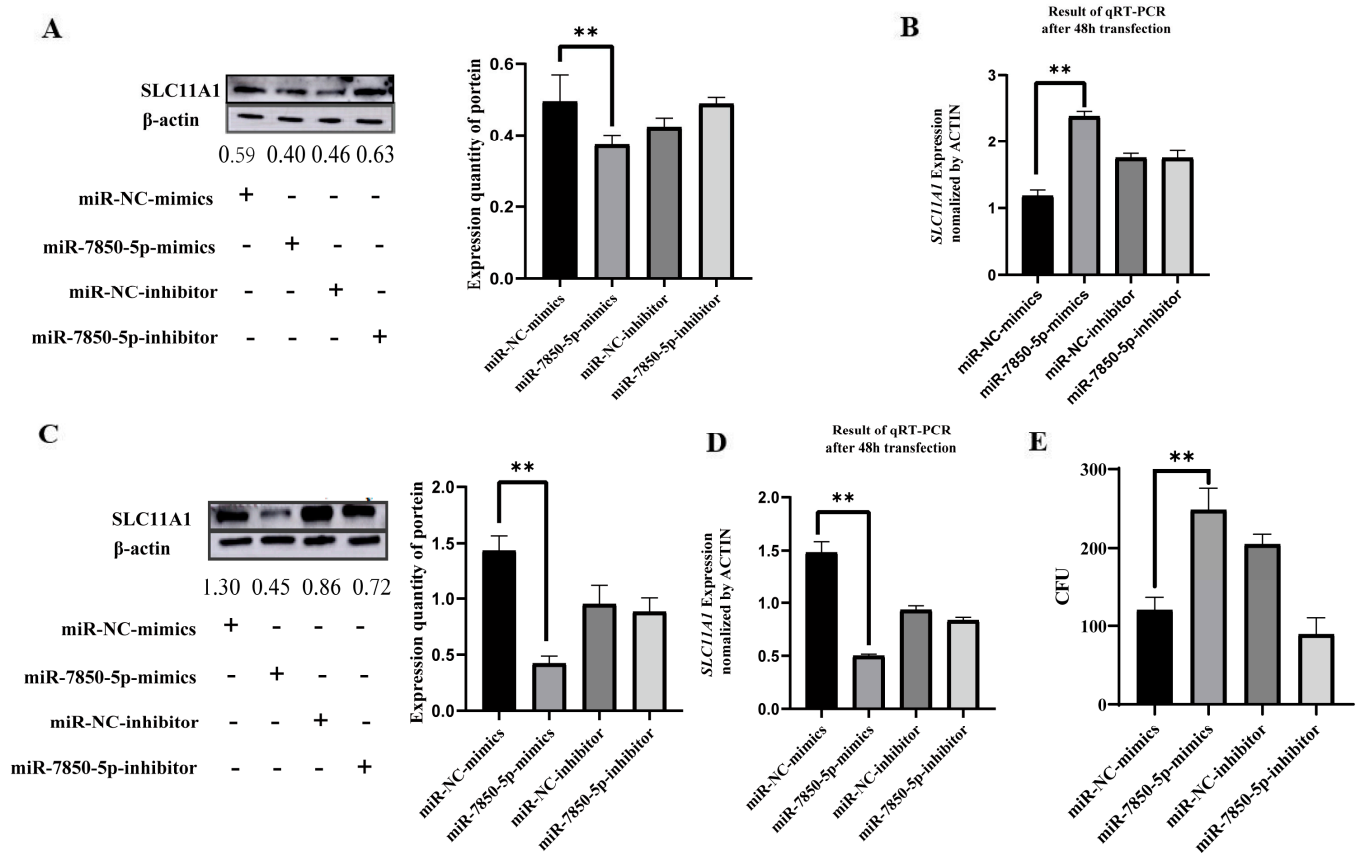 A
SLC11A1
β-actin
0.59 0.40 0.46 0.63
miR-NC-mimics + - - -
miR-7850-5p-mimics - + - -
miR-NC-inhibitor - - + -
miR-7850-5p-inhibitor - - - +
Expression quantity of portein
0.6
0.4
0.2
0.0
**
miR-NC-mimics
miR-7850-5p-mimics
miR-NC-inhibitor
miR-7850-5p-inhibitor
B
Result of qRT-PCR
after 48h transfection
SLC11A1 Expression
nomalized by ACTIN
3
2
1
0
**
miR-NC-mimics
miR-7850-5p-mimics
miR-NC-inhibitor
miR-7850-5p-inhibitor
C
SLC11A1
β-actin
1.30 0.45 0.86 0.72
miR-NC-mimics + - - -
miR-7850-5p-mimics - + - -
miR-NC-inhibitor - - + -
miR-7850-5p-inhibitor - - - +
Expression quantity of portein
2.0
1.5
1.0
0.5
0.0
**
miR-NC-mimics
miR-7850-5p-mimics
miR-NC-inhibitor
miR-7850-5p-inhibitor
D
Result of qRT-PCR
after 48h transfection
SLC11A1 Expression
nomalized by ACTIN
2.0
1.5
1.0
0.5
0.0
**
miR-NC-mimics
miR-7850-5p-mimics
miR-NC-inhibitor
miR-7850-5p-inhibitor
E
CFU
300
200
100
0
**
miR-NC-mimics
miR-7850-5p-mimics
miR-NC-inhibitor
miR-7850-5p-inhibitor